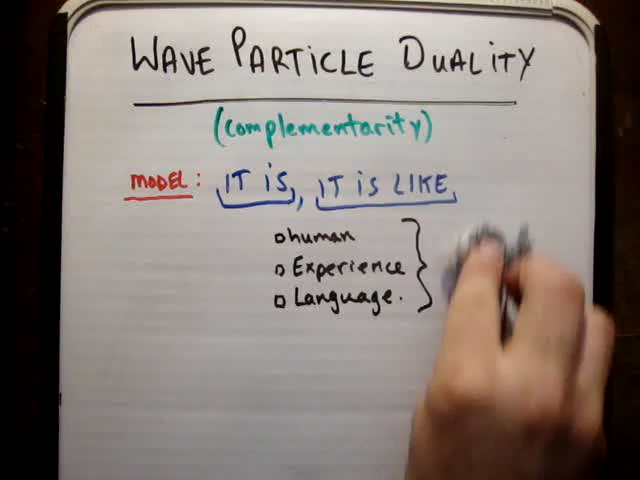 WAVE PARTICLE DUALITY
(complementarity)
MODEL: IT IS, IT IS LIKE
human
Experience
Language.